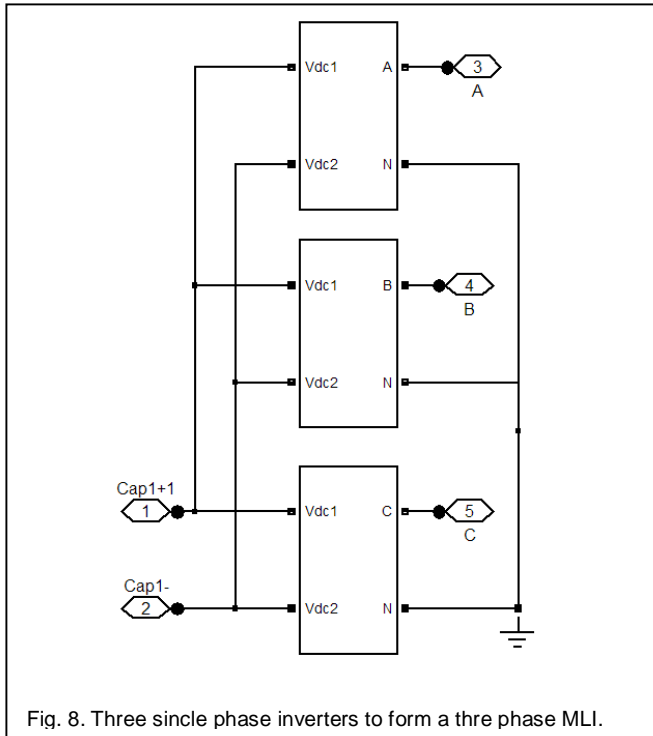 Vdc1 A 3
A
Vdc2 N
Vdc1 B 4
B
Vdc2 N
Cap1+1
1 Vdc1 C 5
C
Cap1-
2 Vdc2 N
Fig. 8. Three sincle phase inverters to form a thre phase MLI.